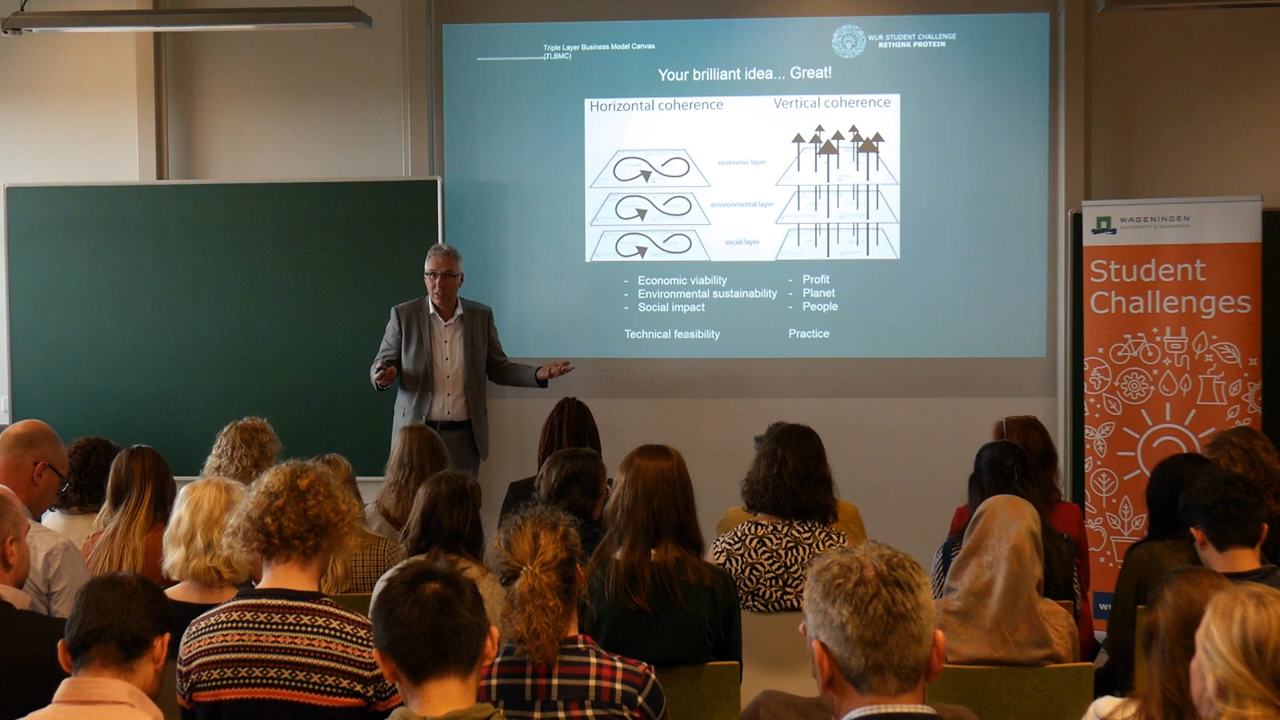 Triple Layer Business Model Canvas
(TLBMC)
WUR STUDENT CHALLENGE
RETHINK PROTEIN
Your brilliant idea... Great!
Horizontal coherence
Vertical coherence
economic layer
environmental layer
social layer
- Economic viability
- Environmental sustainability
- Social impact
Technical feasibility
- Profit
- Planet
- People
Practice
WAGENINGEN
UNIVERSITY & RESEARCH
Student
Challenges